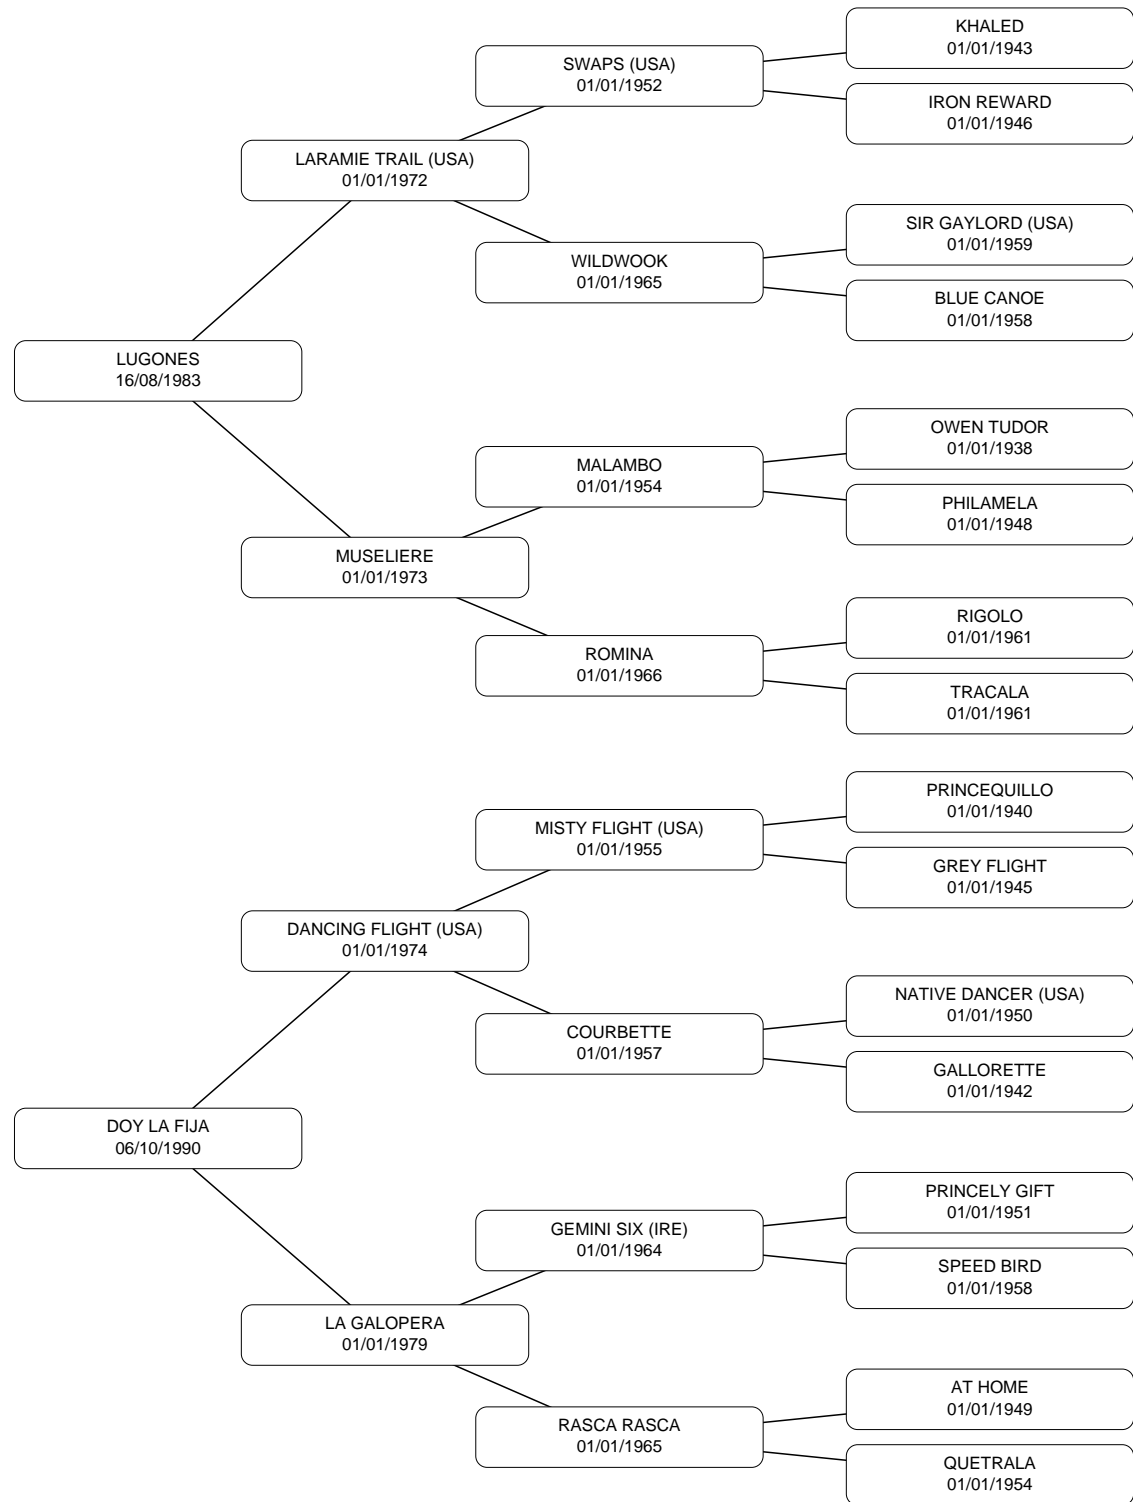 KHALED
01/01/1943
SWAPS (USA)
01/01/1952
IRON REWARD
01/01/1946
LARAMIE TRAIL (USA)
01/01/1972
SIR GAYLORD (USA)
01/01/1959
WILDWOOK
01/01/1965
BLUE CANOE
01/01/1958
LUGONES
16/08/1983
OWEN TUDOR
01/01/1938
MALAMBO
01/01/1954
PHILAMELA
01/01/1948
MUSELIERE
01/01/1973
RIGOLO
01/01/1961
ROMINA
01/01/1966
TRACALA
01/01/1961
PRINCEQUILLO
01/01/1940
MISTY FLIGHT (USA)
01/01/1955
GREY FLIGHT
01/01/1945
DANCING FLIGHT (USA)
01/01/1974
NATIVE DANCER (USA)
01/01/1950
COURBETTE
01/01/1957
GALLORETTE
01/01/1942
DOY LA FIJA
06/10/1990
PRINCELY GIFT
01/01/1951
GEMINI SIX (IRE)
01/01/1964
SPEED BIRD
01/01/1958
LA GALOPERA
01/01/1979
AT HOME
01/01/1949
RASCA RASCA
01/01/1965
QUETRALA
01/01/1954